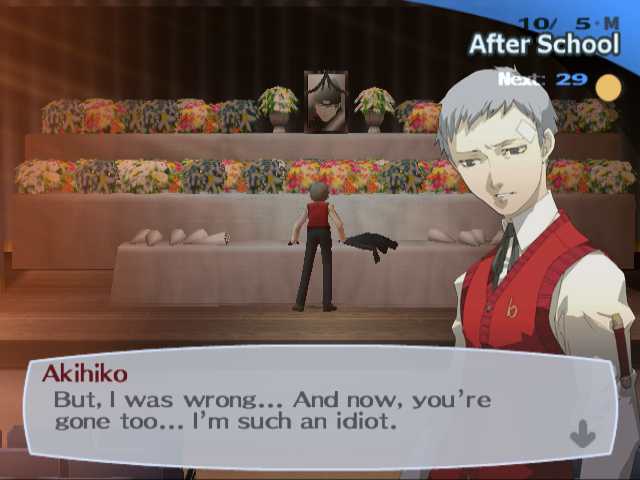 10/ 5・M
After School
Next: 29
Akihiko
But, I was wrong... And now, you're
gone too... I'm such an idiot.